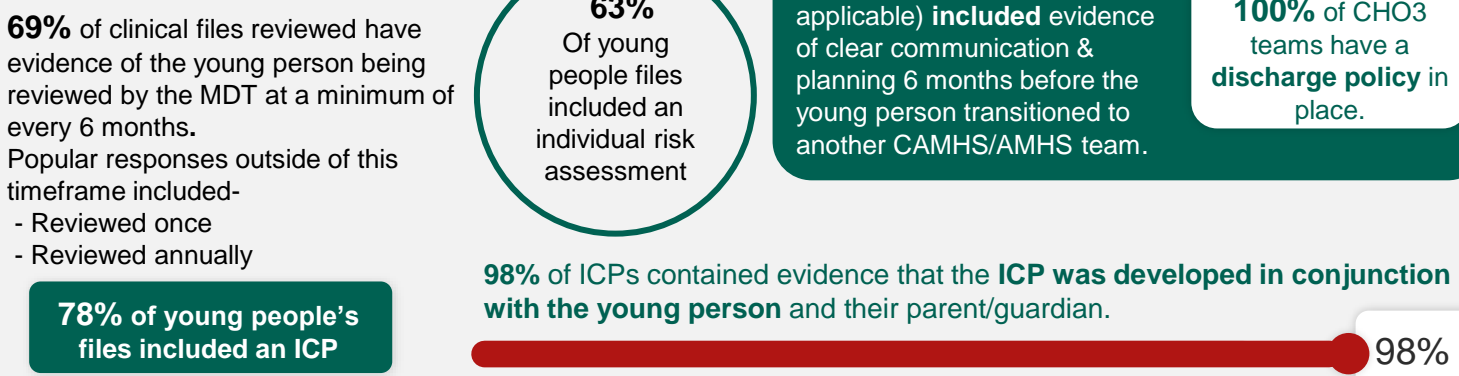 69% of clinical files reviewed have
evidence of the young person being
reviewed by the MDT at a minimum of
every 6 months.
Popular responses outside of this
timeframe included-
- Reviewed once
- Reviewed annually
78% of young people's
files included an ICP
63%
Of young
people files
included an
individual risk
assessment
applicable) included evidence
of clear communication &
planning 6 months before the
young person transitioned to
another CAMHS/AMHS team.
100% of CHO3
teams have a
discharge policy in
place.
98% of ICPs contained evidence that the ICP was developed in conjunction
with the young person and their parent/guardian.
98%